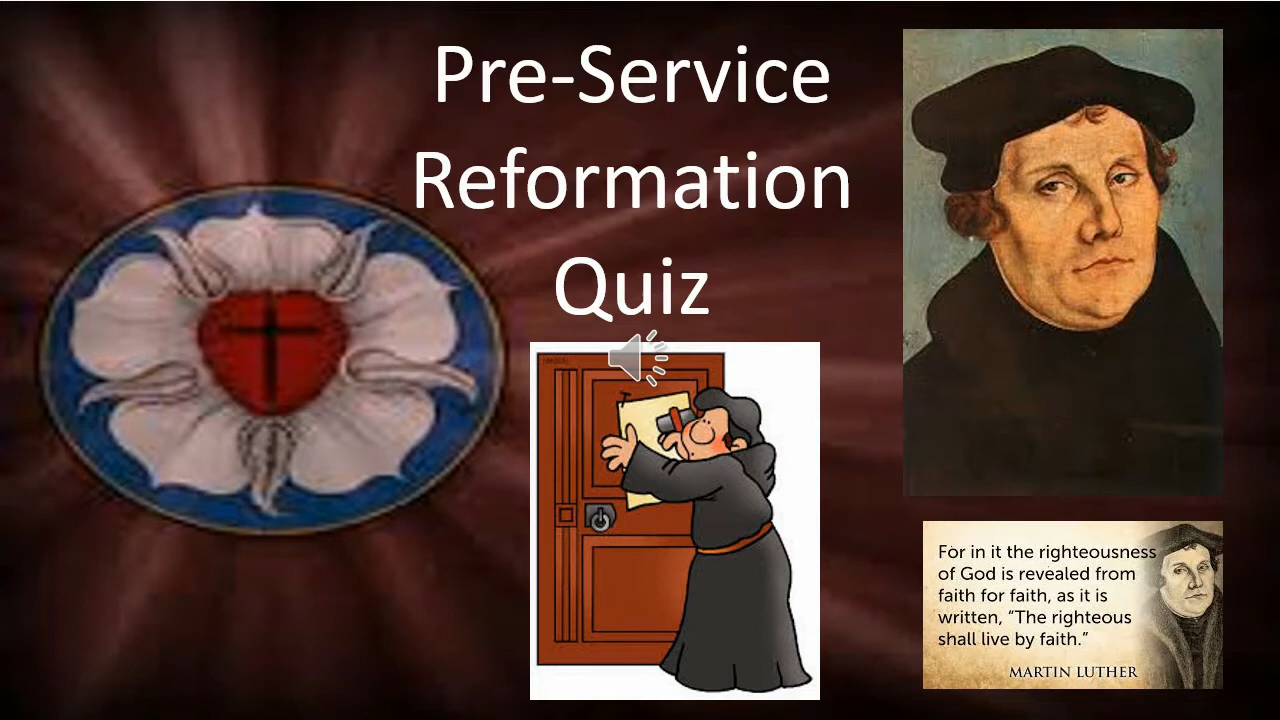 Pre-Service
Reformation
Quiz
For in it the righteousness
of God is revealed from
faith for faith, as it is
written, “The righteous
shall live by faith.”
MARTIN LUTHER